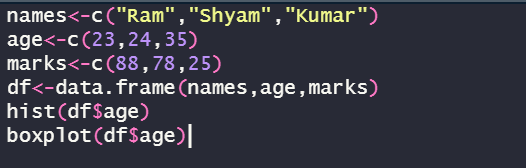 names<-c("Ram","Shyam","Kumar")
age<-c(23,24,35)
marks<-c(88,78,25)
df<-data.frame(names,age,marks)
hist(df$age)
boxplot(df$age)